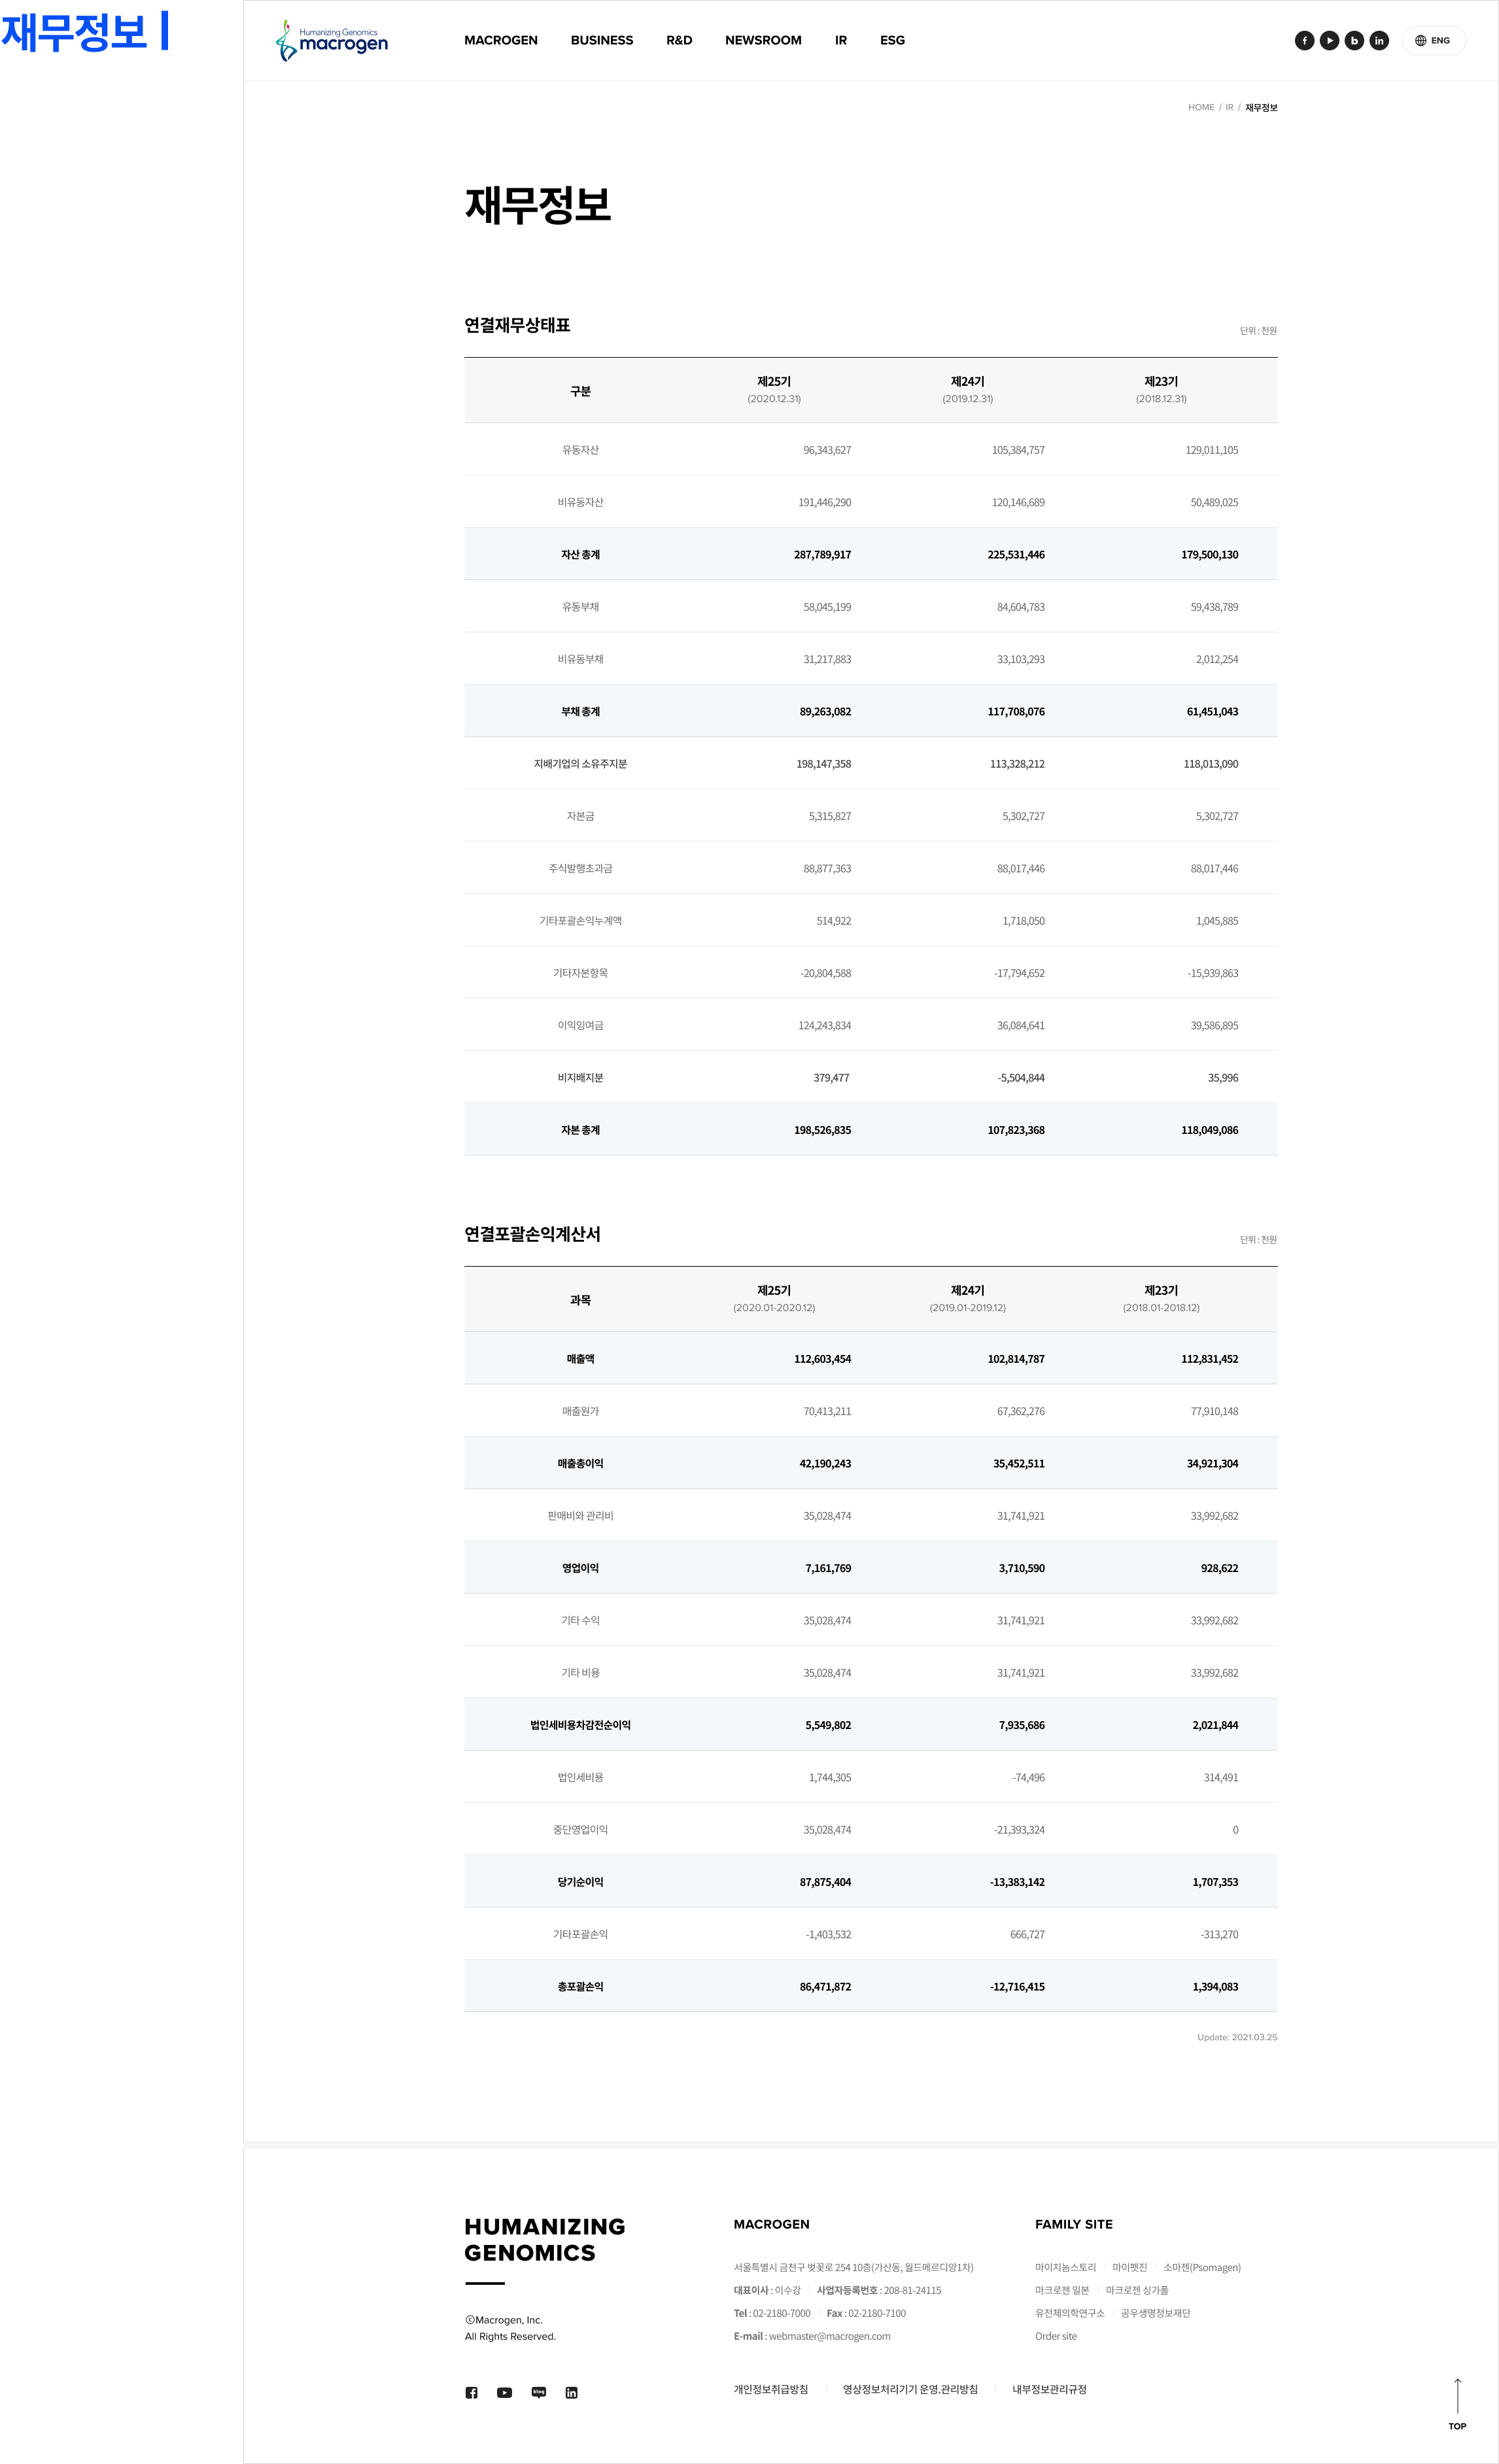 재무정보 |
Humanizing Genomics
macrogen
MACROGEN BUSINESS R&D NEWSROOM IR ESG
ENG
HOME / IR / 재무정보
재무정보
연결재무상태표
단위 : 천원
구분 제25기 (2020.12.31) 제24기 (2019.12.31) 제23기 (2018.12.31)
유동자산 96,343,627 105,384,757 129,011,105
비유동자산 191,446,290 120,146,689 50,489,025
자산 총계 287,789,917 225,531,446 179,500,130
유동부채 58,045,199 84,604,783 59,438,789
비유동부채 31,217,883 33,103,293 2,012,254
부채 총계 89,263,082 117,708,076 61,451,043
지배기업의 소유주지분 198,147,358 113,328,212 118,013,090
자본금 5,315,827 5,302,727 5,302,727
주식발행초과금 88,877,363 88,017,446 88,017,446
기타포괄손익누계액 514,922 1,718,050 1,045,885
기타자본항목 -20,804,588 -17,794,652 -15,939,863
이익잉여금 124,243,834 36,084,641 39,586,895
비지배지분 379,477 -5,504,844 35,996
자본 총계 198,526,835 107,823,368 118,049,086
연결포괄손익계산서
단위 : 천원
과목 제25기 (2020.01-2020.12) 제24기 (2019.01-2019.12) 제23기 (2018.01-2018.12)
매출액 112,603,454 102,814,787 112,831,452
매출원가 70,413,211 67,362,276 77,910,148
매출총이익 42,190,243 35,452,511 34,921,304
판매비와 관리비 35,028,474 31,741,921 33,992,682
영업이익 7,161,769 3,710,590 928,622
기타 수익 35,028,474 31,741,921 33,992,682
기타 비용 35,028,474 31,741,921 33,992,682
법인세비용차감전순이익 5,549,802 7,935,686 2,021,844
법인세비용 1,744,305 -74,496 314,491
중단영업이익 35,028,474 -21,393,324 0
당기순이익 87,875,404 -13,383,142 1,707,353
기타포괄손익 -1,403,532 666,727 -313,270
총포괄손익 86,471,872 -12,716,415 1,394,083
Update: 2021.03.25
HUMANIZING
GENOMICS
ⓒMacrogen, Inc.
All Rights Reserved.
blog
MACROGEN
서울특별시 금천구 벚꽃로 254 10층(가산동, 월드메르디앙1차)
대표이사 : 이수강 사업자등록번호 : 208-81-24115
Tel : 02-2180-7000 Fax : 02-2180-7100
E-mail : webmaster@macrogen.com
FAMILY SITE
마이지놈스토리 마이펫진 소마젠(Psomagen)
마크로젠 일본 마크로젠 싱가폴
유전체의학연구소 공우생명정보재단
Order site
개인정보취급방침 영상정보처리기기 운영.관리방침 내부정보관리규정
TOP